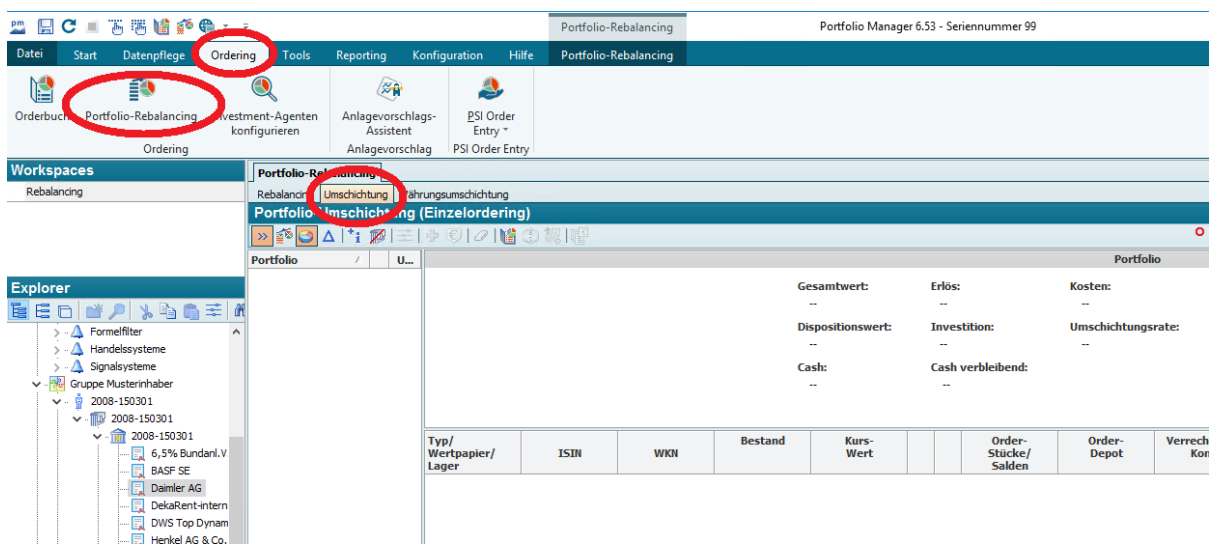 Portfolio-Rebalancing
Portfolio Manager 6.53 - Seriennummer 99
Datei Start Datenpflege Ordering Tools Reporting Konfiguration Hilfe Portfolio-Rebalancing
Orderbuch Portfolio-Rebalancing Investment-Agenten konfigurieren Anlagevorschlags-Assistent PSI Order Entry
Ordering Anlagevorschlag PSI Order Entry
Workspaces
Rebalancing
Portfolio-Rebalancing
Rebalancing Umschichtung Währungsumschichtung
Portfolio-Umschichtung (Einzelordering)
Portfolio / U... Portfolio
Gesamtwert: Erlös: Kosten:
-- -- --
Dispositionswert: Investition: Umschichtungsrate:
-- -- --
Cash: Cash verbleibend:
-- --
Explorer
Formelfilter
Handelssysteme
Signalsysteme
Gruppe Musterinhaber
2008-150301
2008-150301
2008-150301
6,5% Bundanl.V
BASF SE
Daimler AG
DekaRent-intern
DWS Top Dynam
Henkel AG & Co.
Typ/ Kurs- Order- Order- Verrech
Wertpapier/ ISIN WKN Bestand Wert Stücke/ Depot Kon
Lager Salden